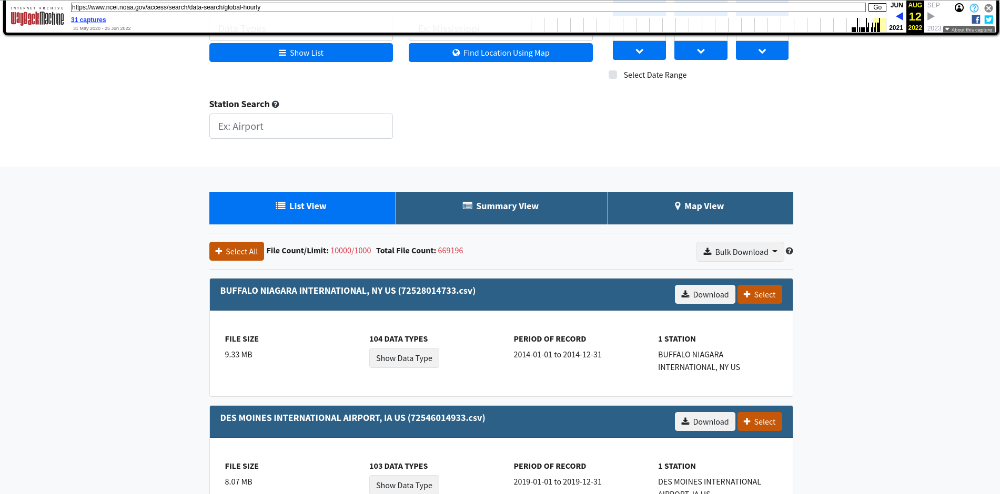 INTERNET ARCHIVE
WayBackMachine
https://www.ncei.noaa.gov/access/search/data-search/global-hourly
Go
JUN
AUG
SEP
31 captures
12
31 May 2020 - 25 Jun 2022
2021
2022
2023
About this capture
Data Types
Ex: Mississippi
Show List
Find Location Using Map
Select Date Range
Station Search
Ex: Airport
List View
Summary View
Map View
Select All
File Count/Limit: 10000/1000 Total File Count: 669196
Bulk Download
BUFFALO NIAGARA INTERNATIONAL, NY US (72528014733.csv)
Download
Select
FILE SIZE
104 DATA TYPES
PERIOD OF RECORD
1 STATION
9.33 MB
Show Data Type
2014-01-01 to 2014-12-31
BUFFALO NIAGARA
INTERNATIONAL, NY US
DES MOINES INTERNATIONAL AIRPORT, IA US (72546014933.csv)
Download
Select
FILE SIZE
103 DATA TYPES
PERIOD OF RECORD
1 STATION
8.07 MB
Show Data Type
2019-01-01 to 2019-12-31
DES MOINES INTERNATIONAL
AIRPORT, IA US